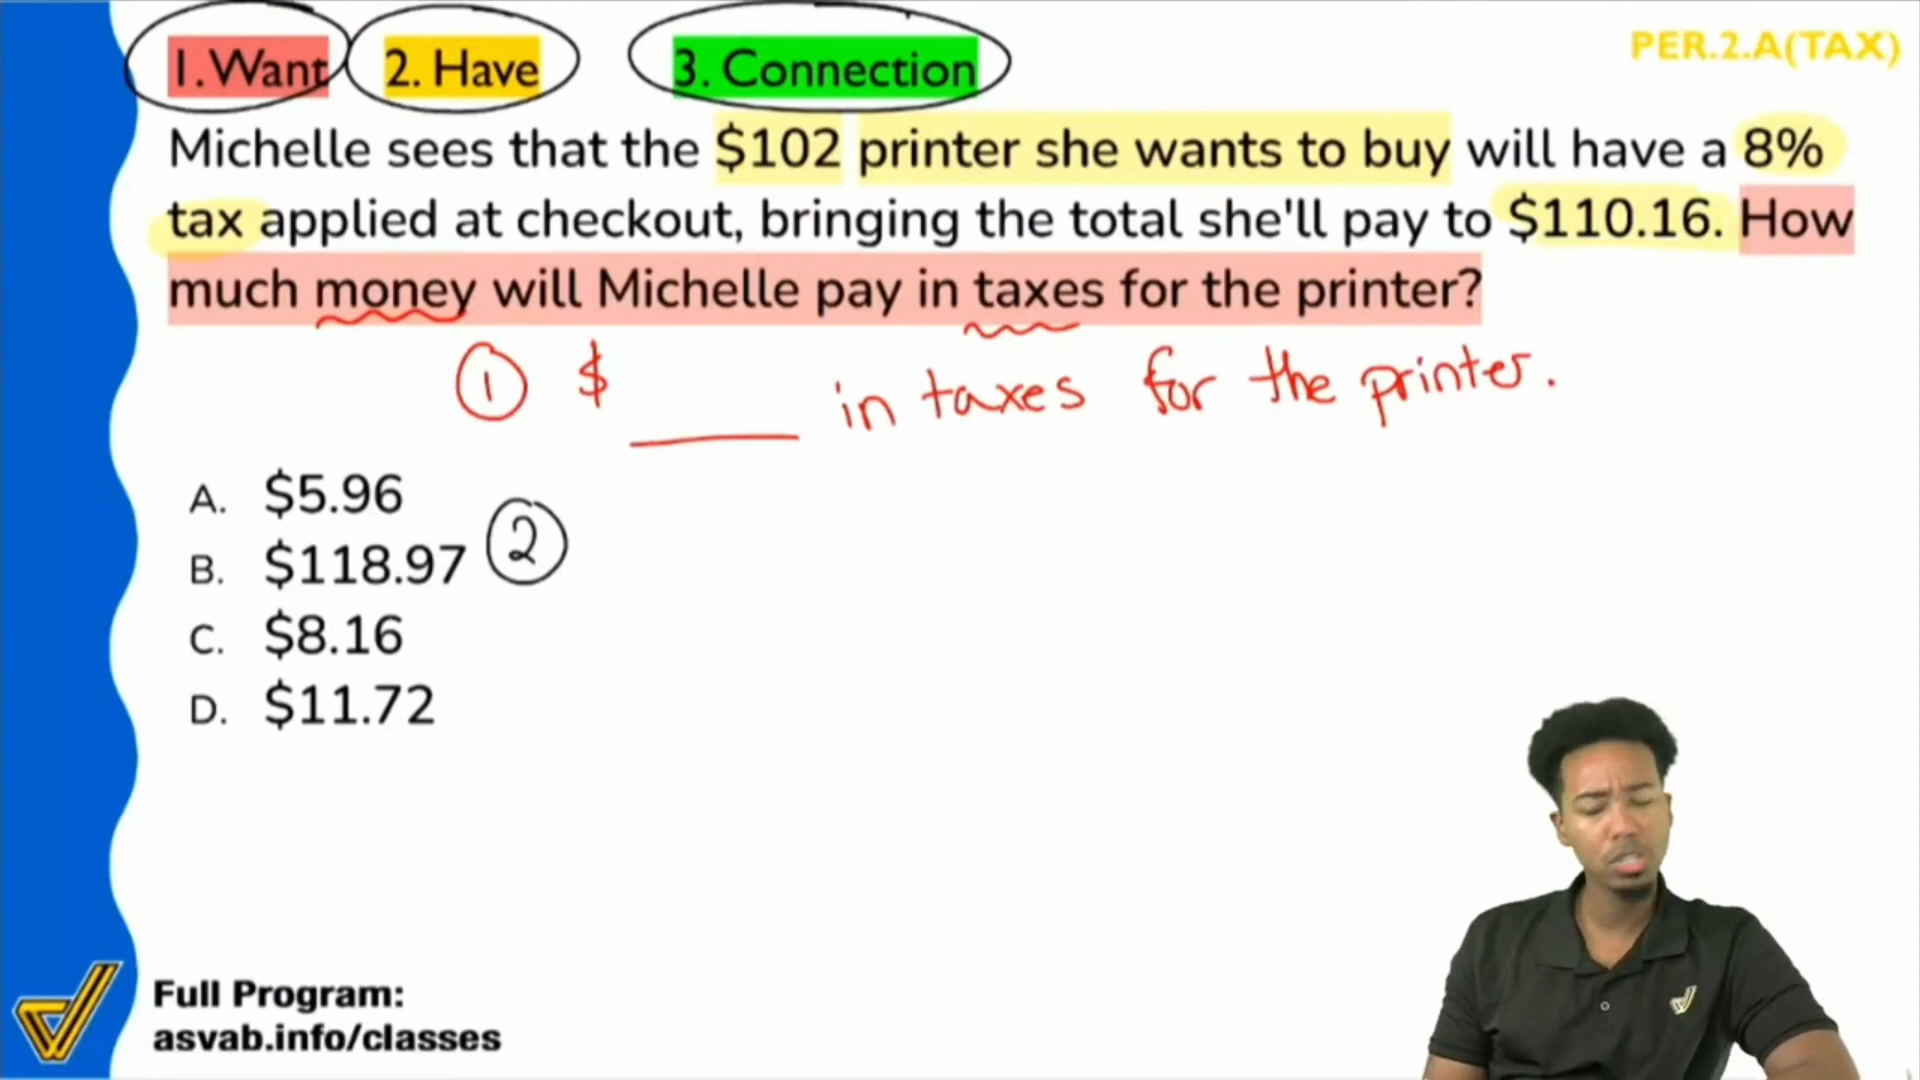 1. Want 2. Have 3. Connection PER.2.A(TAX)
Michelle sees that the $102 printer she wants to buy will have a 8%
tax applied at checkout, bringing the total she'll pay to $110.16. How
much money will Michelle pay in taxes for the printer?
1 $ ____ in taxes for the printer.
A. $5.96
B. $118.97 2
C. $8.16
D. $11.72
Full Program:
asvab.info/classes